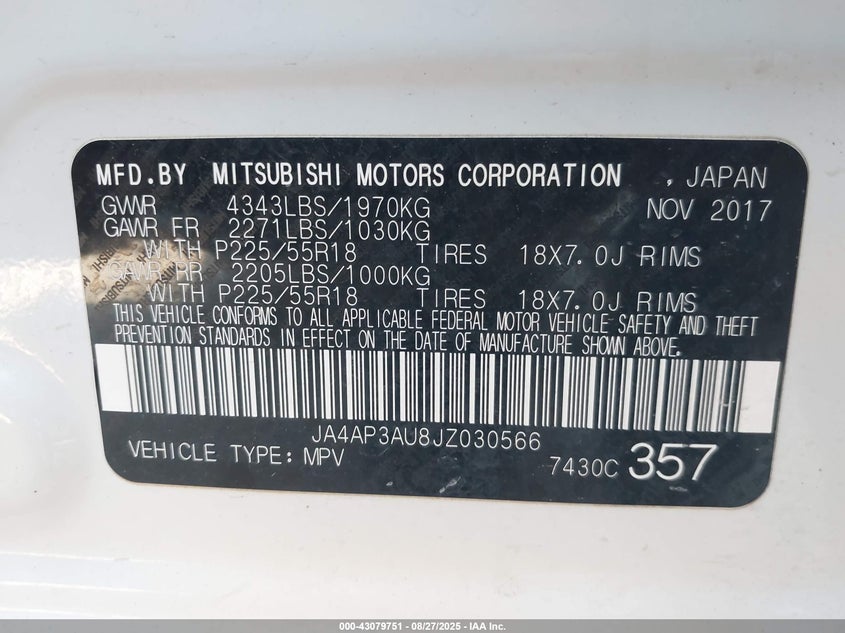 MFD.BY MITSUBISHI MOTORS CORPORATION , JAPAN
GVWR 4343LBS/1970KG NOV 2017
GAWR FR 2271LBS/1030KG
WITH P225/55R18 TIRES 18X7.0J RIMS
GAWR RR 2205LBS/1000KG
WITH P225/55R18 TIRES 18X7.0J RIMS
THIS VEHICLE CONFORMS TO ALL APPLICABLE FEDERAL MOTOR VEHICLE SAFETY AND THEFT
PREVENTION STANDARDS IN EFFECT ON THE DATE OF MANUFACTURE SHOWN ABOVE.
JA4AP3AU8JZ030566
VEHICLE TYPE: MPV 7430C 357
000-43079751 - 08/27/2025 - IAA Inc.